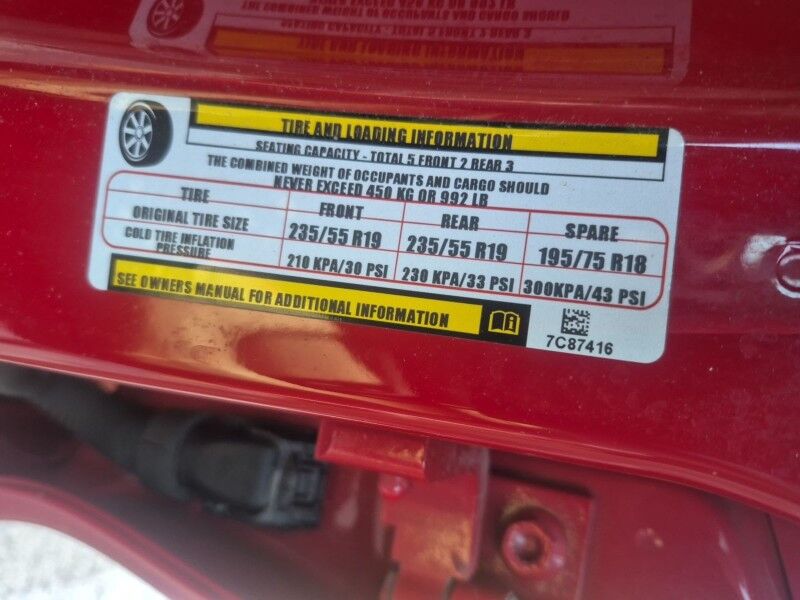 TIRE AND LOADING INFORMATION
SEATING CAPACITY - TOTAL 5 FRONT 2 REAR 3
THE COMBINED WEIGHT OF OCCUPANTS AND CARGO SHOULD
NEVER EXCEED 450 KG OR 992 LB
TIRE FRONT REAR SPARE
ORIGINAL TIRE SIZE 235/55 R19 235/55 R19 195/75 R18
COLD TIRE INFLATION
PRESSURE 210 KPA/30 PSI 230 KPA/33 PSI 300KPA/43 PSI
SEE OWNERS MANUAL FOR ADDITIONAL INFORMATION
7C87416